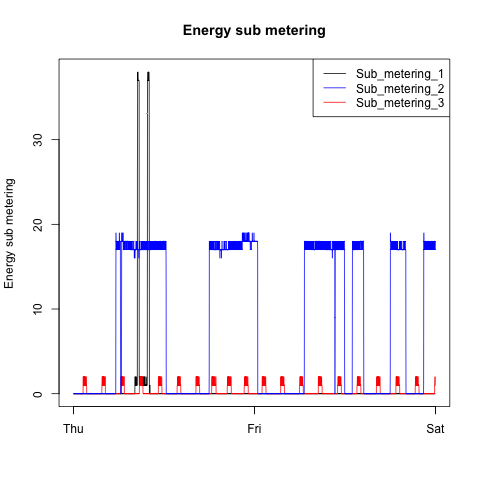 Energy sub metering
Sub_metering_1
Sub_metering_2
Sub_metering_3
Energy sub metering
30
20
10
0
Thu
Fri
Sat